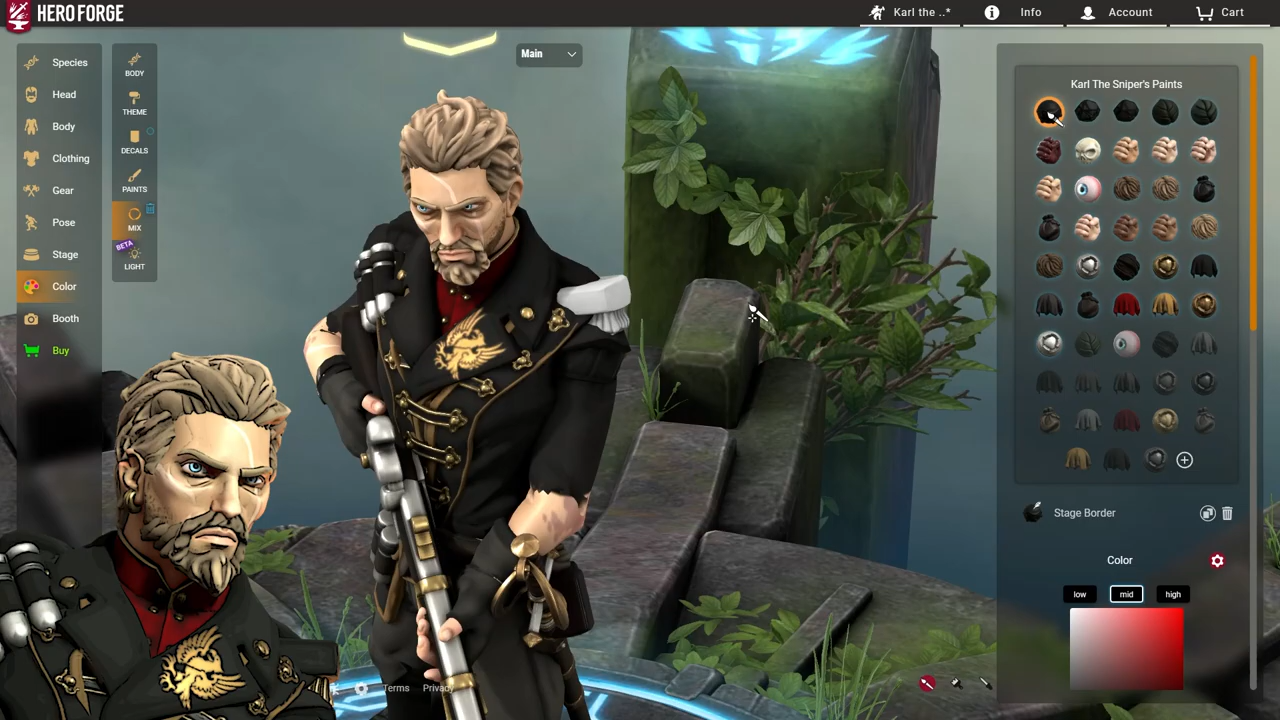 HERO FORGE
Karl the ..*
Info
Account
Cart
Species
Head
Body
Clothing
Gear
Pose
Stage
Color
Booth
Buy
BODY
THEME
DECALS
PAINTS
MIX
BETA
LIGHT
Main
Karl The Sniper's Paints
Stage Border
Color
low mid high
Terms Privacy